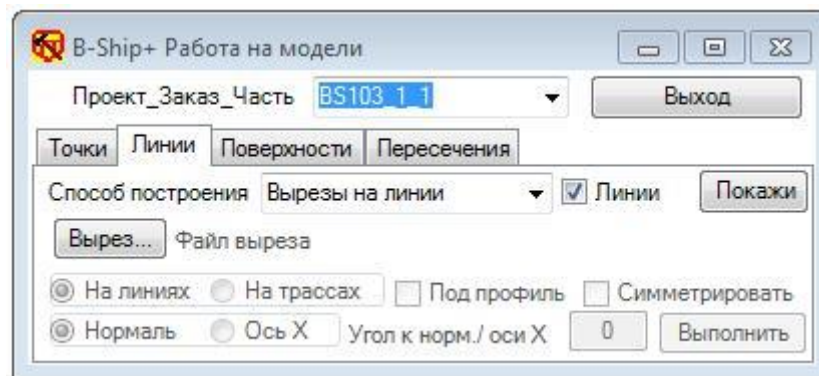 B-Ship+ Работа на модели
Проект_Заказ_Часть BS103_1_1 Выход
Точки Линии Поверхности Пересечения
Способ построения Вырезы на линии Линии Покажи
Вырез... Файл выреза
На линиях На трассах Под профиль Симметрировать
Нормаль Ось X Угол к норм./ оси X 0 Выполнить